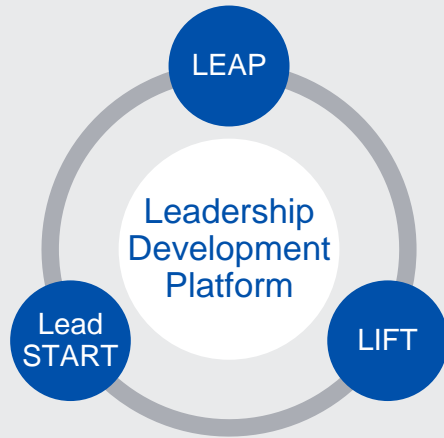 LEAP
Leadership
Development
Platform
Lead
START
LIFT